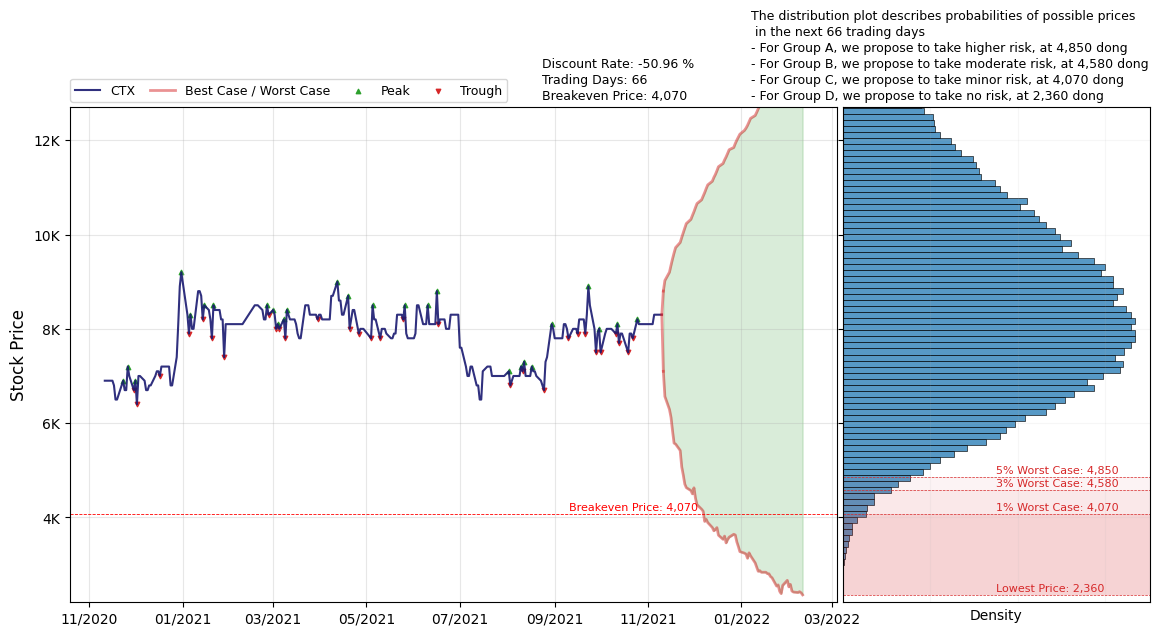 The distribution plot describes probabilities of possible prices
in the next 66 trading days
- For Group A, we propose to take higher risk, at 4,850 dong
- For Group B, we propose to take moderate risk, at 4,580 dong
- For Group C, we propose to take minor risk, at 4,070 dong
- For Group D, we propose to take no risk, at 2,360 dong
Discount Rate: -50.96 %
Trading Days: 66
Breakeven Price: 4,070
CTX
Best Case / Worst Case
Peak
Trough
Stock Price
12K
10K
8K
6K
4K
Breakeven Price: 4,070
5% Worst Case: 4,850
3% Worst Case: 4,580
1% Worst Case: 4,070
Lowest Price: 2,360
11/2020
01/2021
03/2021
05/2021
07/2021
09/2021
11/2021
01/2022
03/2022
Density